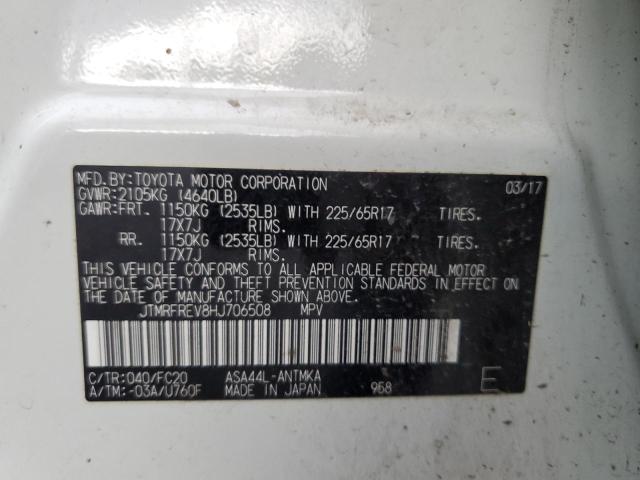 MFD.BY:TOYOTA MOTOR CORPORATION 03/17
GVWR:2105KG (4640LB)
GAWR:FRT. 1150KG (2535LB) WITH 225/65R17 TIRES.
17X7J RIMS.
RR. 1150KG (2535LB) WITH 225/65R17 TIRES.
17X7J RIMS.
THIS VEHICLE CONFORMS TO ALL APPLICABLE FEDERAL MOTOR
VEHICLE SAFETY AND THEFT PREVENTION STANDARDS IN EFFECT ON
THE DATE OF MANUFACTURE SHOWN ABOVE.
JTMRFREV8HJ706508 MPV
C/TR:040/FC20 ASA44L-ANTMKA
A/TM:-03A/U760F MADE IN JAPAN 958 E